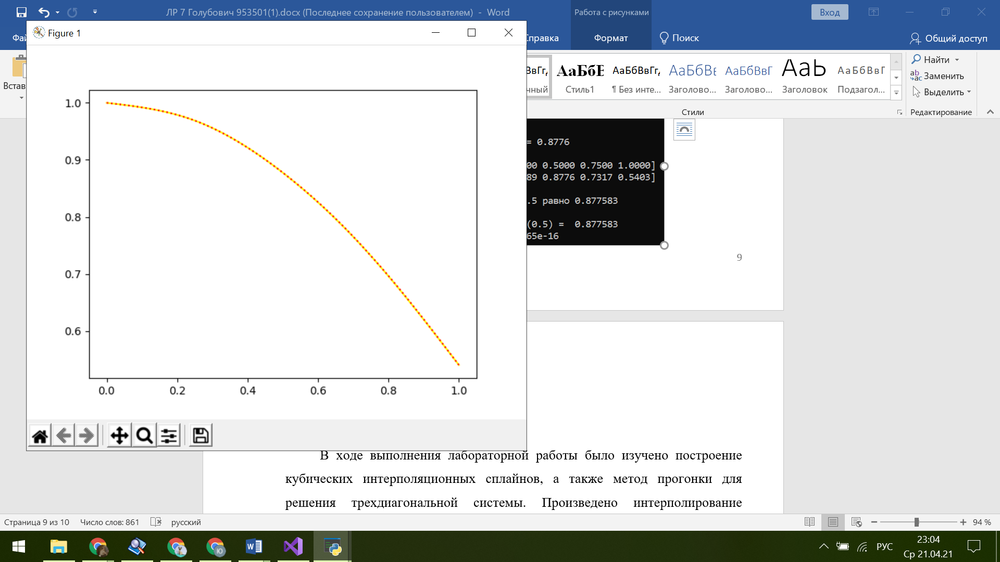 ЛР 7 Голубович 953501(1).docx (Последнее сохранение пользователем) - Word
Работа с рисунками
Вход
Фай
Справка
Формат
Поиск
Общий доступ
Figure 1
Встав
АаБбВ
АаБбВвГг,
АаБбВв
АаБбВвГ
АаЬ
АаБбВвГ
чный
Стиль1
¶ Без инте...
Заголово...
Заголово...
Заголовок
Подзагол...
Стили
Найти
Заменить
Выделить
Редактирование
1.0
0.9
0.8
0.7
0.6
0.0 0.2 0.4 0.6 0.8 1.0
= 0.8776
00 0.5000 0.7500 1.0000]
89 0.8776 0.7317 0.5403]
.5 равно 0.877583
(0.5) = 0.877583
65e-16
9
В ходе выполнения лабораторной работы было изучено построение
кубических интерполяционных сплайнов, а также метод прогонки для
решения трехдиагональной системы. Произведено интерполирование
Страница 9 из 10 Число слов: 861 русский
94 %
РУС
23:04
Ср 21.04.21